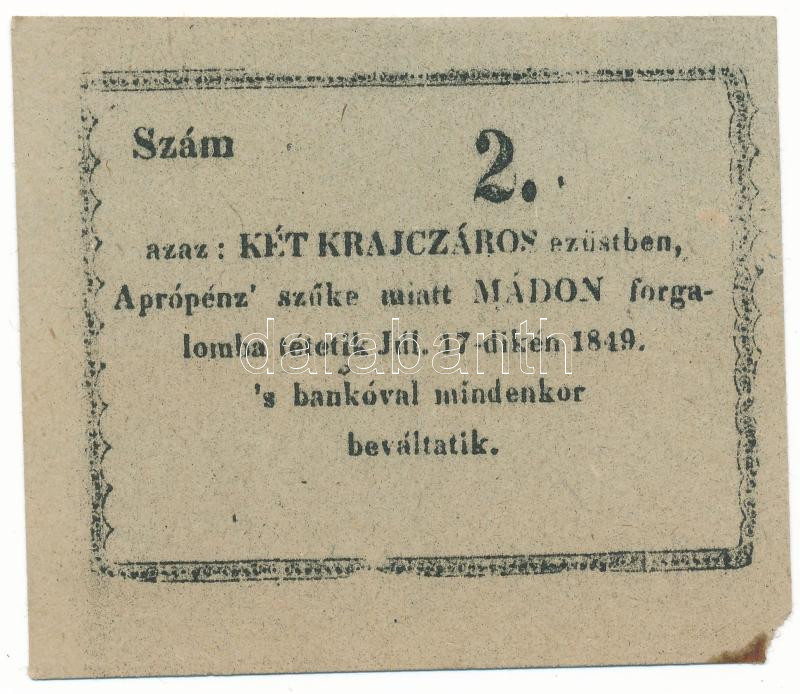 Szám 2.
azaz: KÉT KRAJCZÁROS ezüstben,
Aprópénz' szűke miatt MÁDON forga-
lomba tétetik Júl. 17-dikén 1849.
's bankóval mindenkor
beváltatik.
darabanth